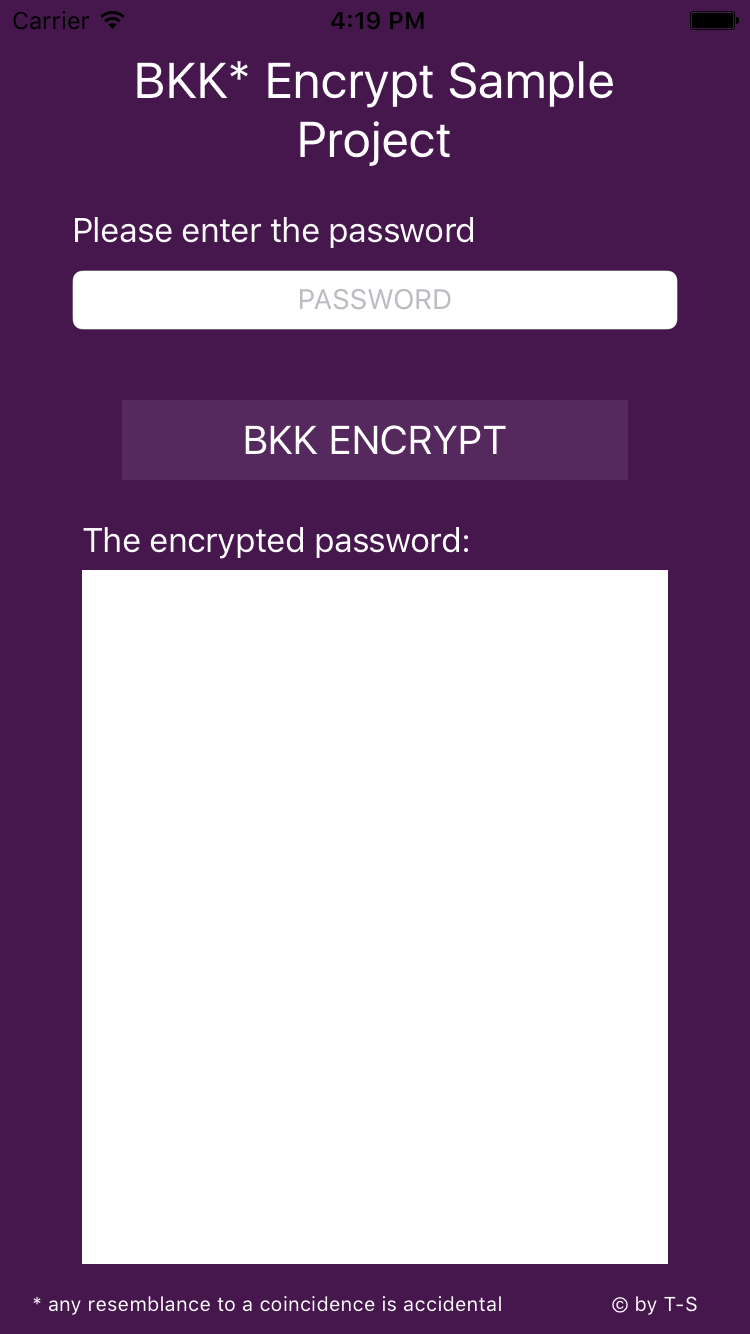 Carrier 4:19 PM
BKK* Encrypt Sample
Project
Please enter the password
PASSWORD
BKK ENCRYPT
The encrypted password:
* any resemblance to a coincidence is accidental © by T-S